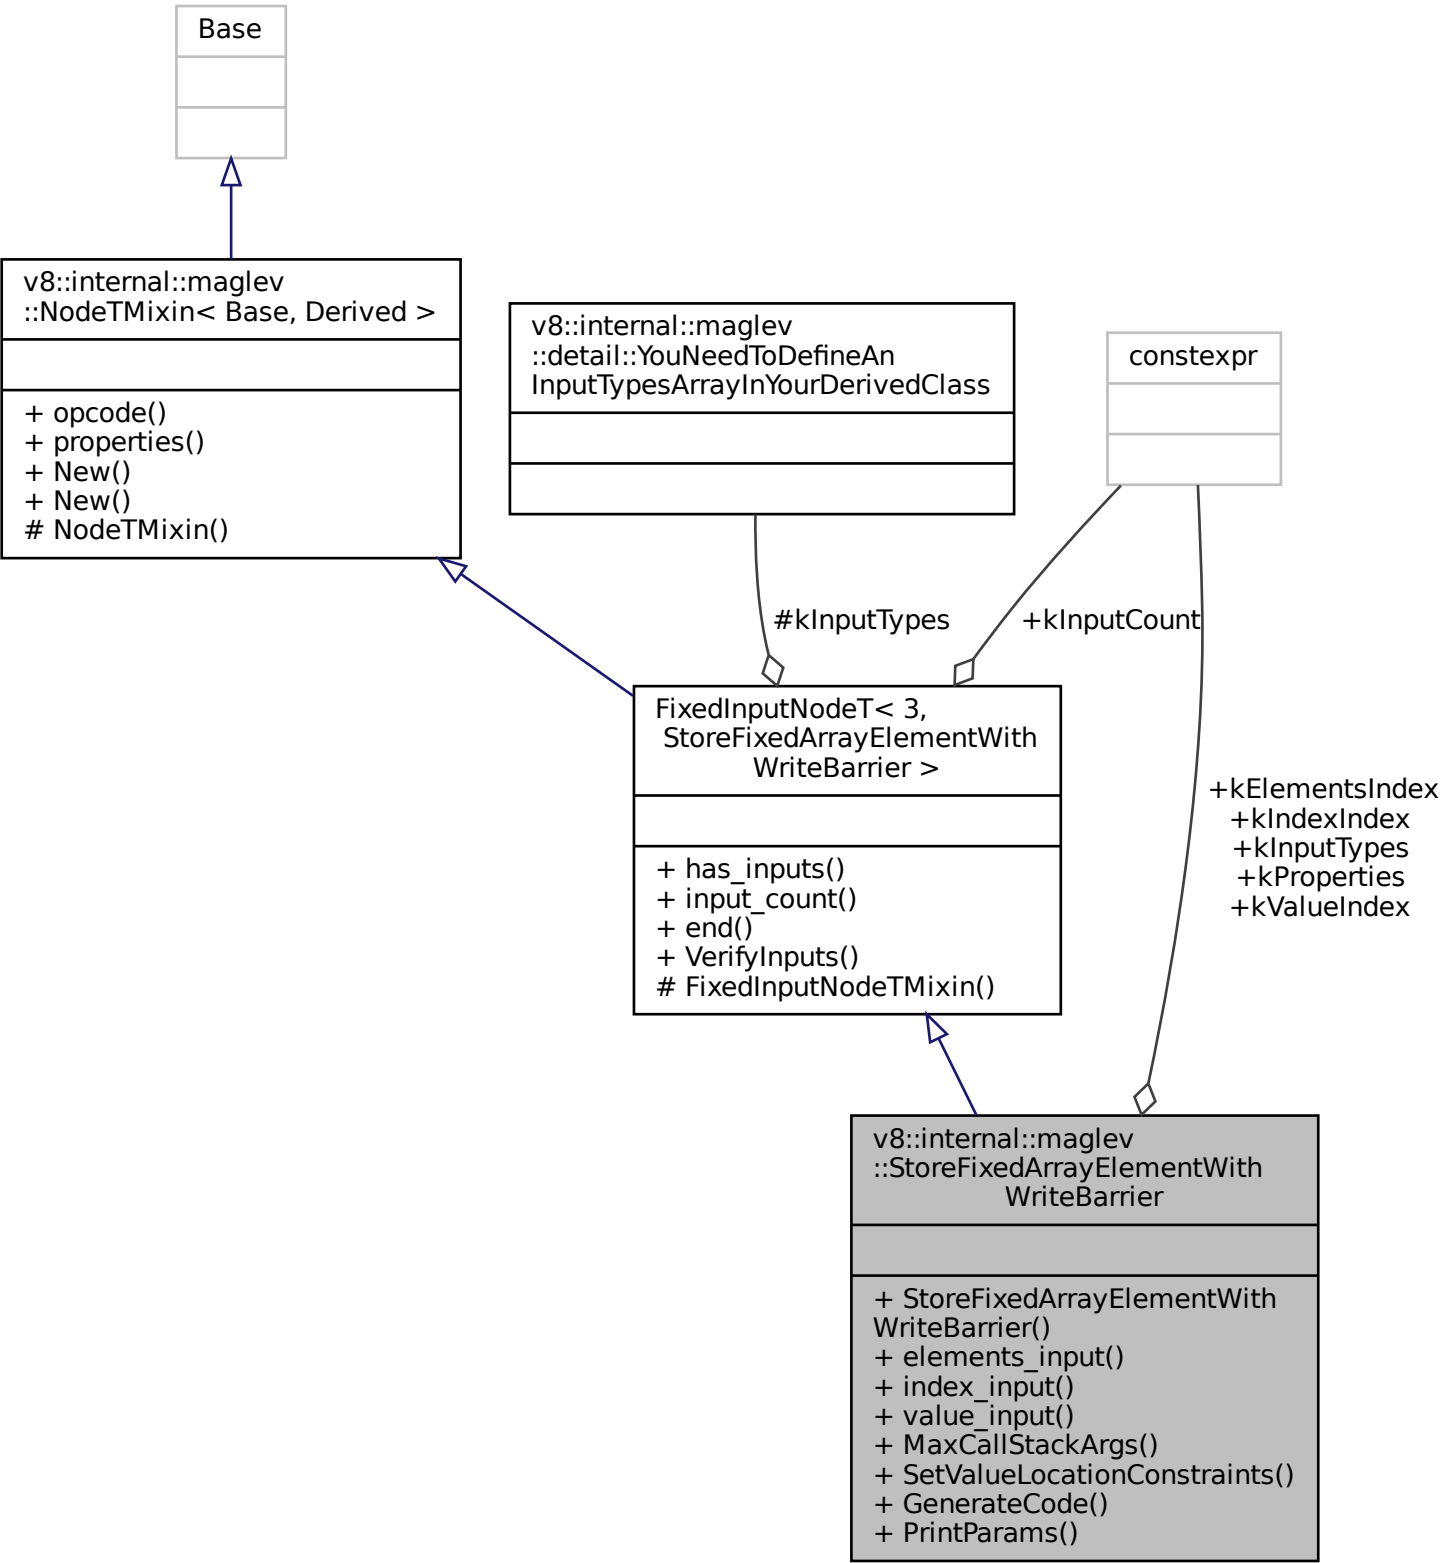 Base
v8::internal::maglev
::NodeTMixin< Base, Derived >
+ opcode()
+ properties()
+ New()
+ New()
# NodeTMixin()
v8::internal::maglev
::detail::YouNeedToDefineAn
InputTypesArrayInYourDerivedClass
constexpr
#kInputTypes
+kInputCount
FixedInputNodeT< 3,
StoreFixedArrayElementWith
WriteBarrier >
+ has_inputs()
+ input_count()
+ end()
+ VerifyInputs()
# FixedInputNodeTMixin()
+kElementsIndex
+kIndexIndex
+kInputTypes
+kProperties
+kValueIndex
v8::internal::maglev
::StoreFixedArrayElementWith
WriteBarrier
+ StoreFixedArrayElementWith
WriteBarrier()
+ elements_input()
+ index_input()
+ value_input()
+ MaxCallStackArgs()
+ SetValueLocationConstraints()
+ GenerateCode()
+ PrintParams()